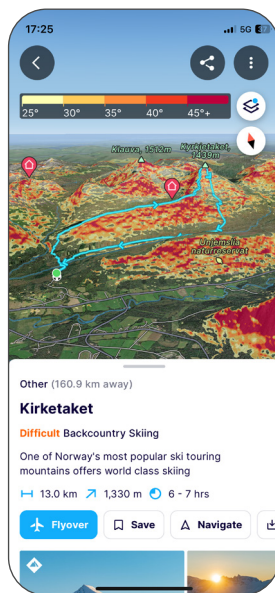 17:25
5G
25° 30° 35° 40° 45°+
Klauva, 1512m
Kyrkjetaket,
1439m
naturreservat
Other (160.9 km away)
Kirketaket
Difficult Backcountry Skiing
One of Norway's most popular ski touring
mountains offers world class skiing
13.0 km 1,330 m 6 - 7 hrs
Flyover Save Navigate